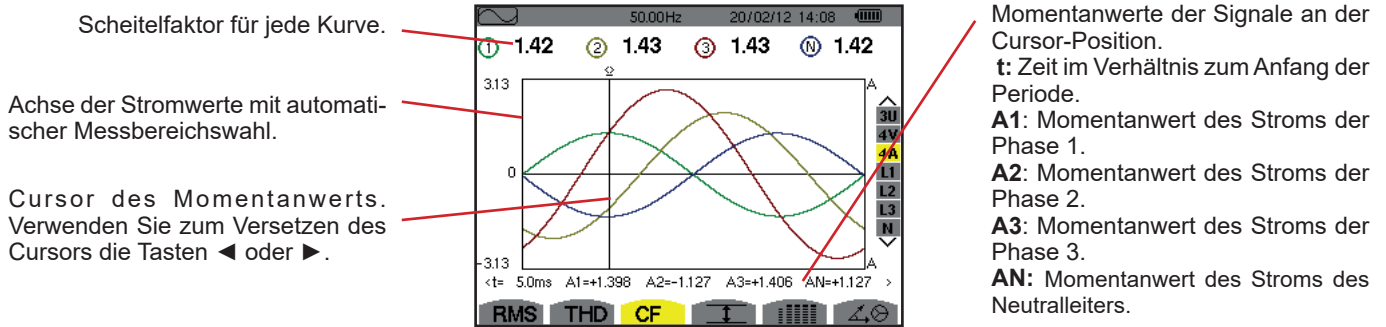 Scheitelfaktor für jede Kurve.
Achse der Stromwerte mit automati-
scher Messbereichswahl.
Cursor des Momentanwerts.
Verwenden Sie zum Versetzen des
Cursors die Tasten ◄ oder ►.
50.00Hz 20/02/12 14:08
1 1.42 2 1.43 3 1.43 N 1.42
3.13 A
0
-3.13 A
3U
4V
4A
L1
L2
L3
N
<t= 5.0ms A1=+1.398 A2=-1.127 A3=+1.406 AN=+1.127 >
RMS THD CF
Momentanwerte der Signale an der
Cursor-Position.
t: Zeit im Verhältnis zum Anfang der
Periode.
A1: Momentanwert des Stroms der
Phase 1.
A2: Momentanwert des Stroms der
Phase 2.
A3: Momentanwert des Stroms der
Phase 3.
AN: Momentanwert des Stroms des
Neutralleiters.